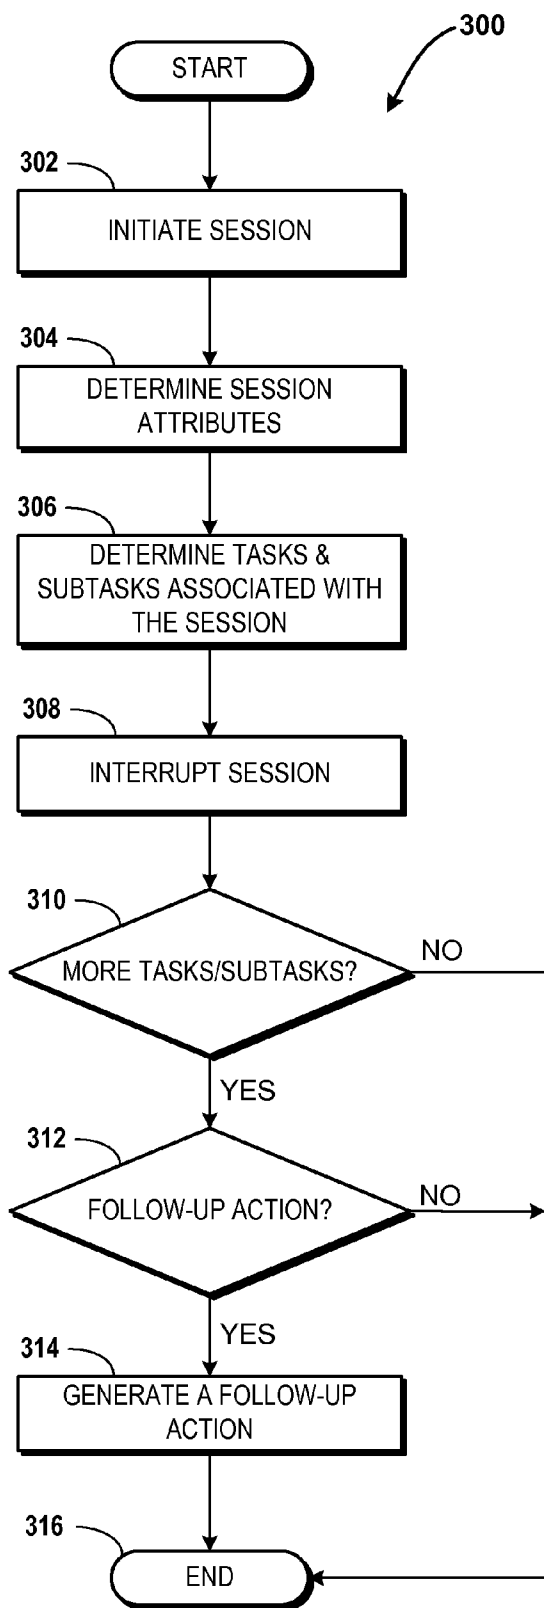 300
START
302
INITIATE SESSION
304
DETERMINE SESSION
ATTRIBUTES
306
DETERMINE TASKS &
SUBTASKS ASSOCIATED WITH
THE SESSION
308
INTERRUPT SESSION
310
MORE TASKS/SUBTASKS?
NO
YES
312
FOLLOW-UP ACTION?
NO
YES
314
GENERATE A FOLLOW-UP
ACTION
316
END